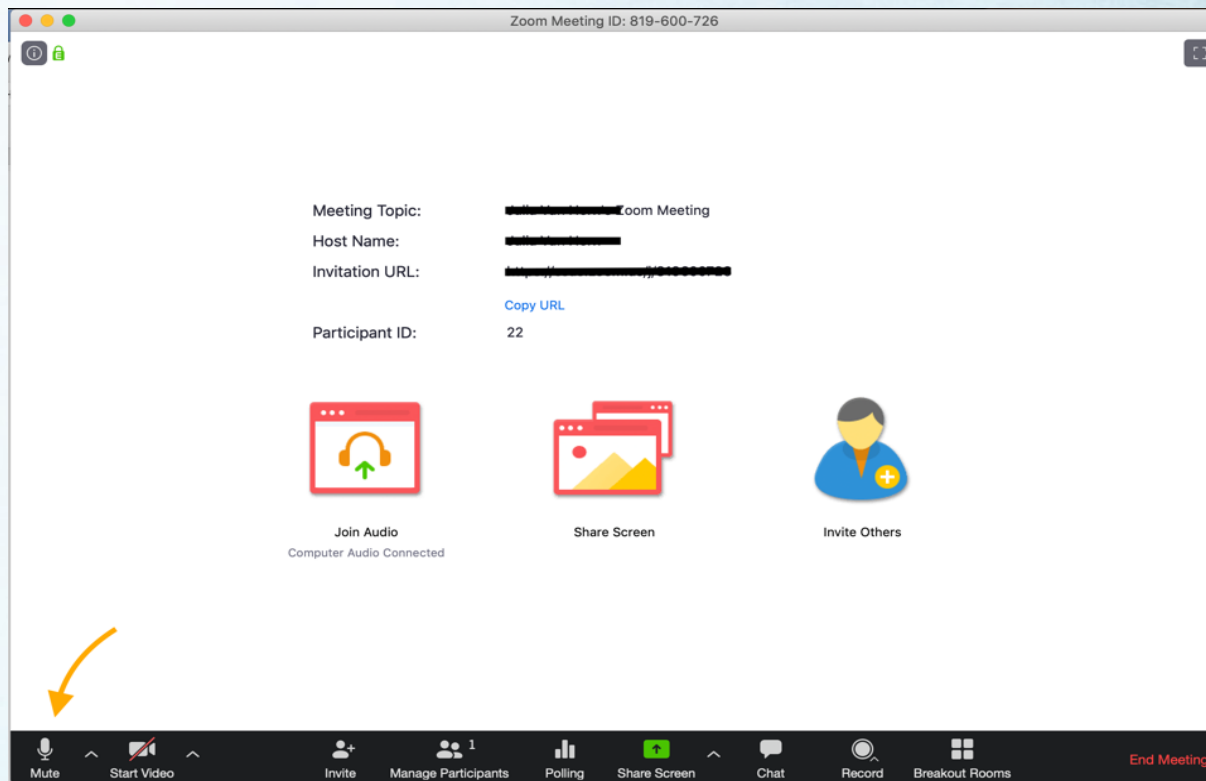 Zoom Meeting ID: 819-600-726
Meeting Topic:
Zoom Meeting
Host Name:
Invitation URL:
Copy URL
Participant ID:
22
Join Audio
Computer Audio Connected
Share Screen
Invite Others
1
Mute
Start Video
Invite
Manage Participants
Polling
Share Screen
Chat
Record
Breakout Rooms
End Meeting